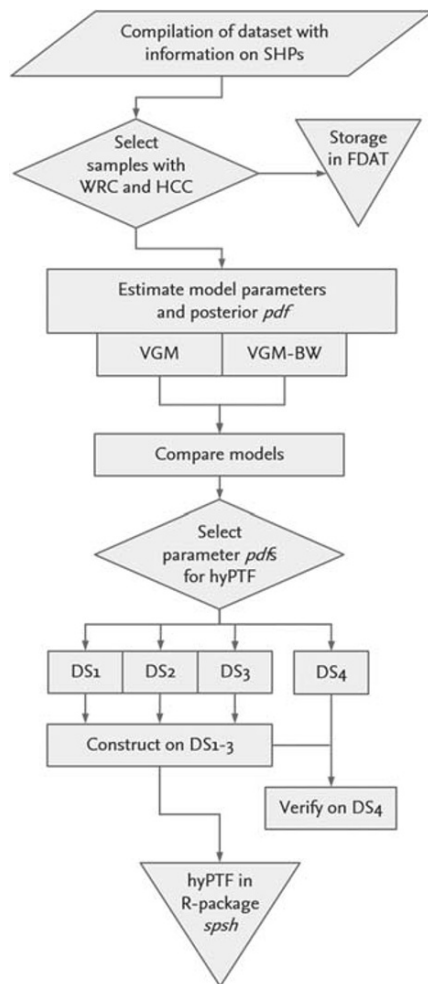 Compilation of dataset with
information on SHPs
Select
samples with
WRC and HCC
Storage
in FDAT
Estimate model parameters
and posterior pdf
VGM
VGM-BW
Compare models
Select
parameter pdfs
for hyPTF
DS1
DS2
DS3
DS4
Construct on DS1-3
Verify on DS4
hyPTF in
R-package
spsh